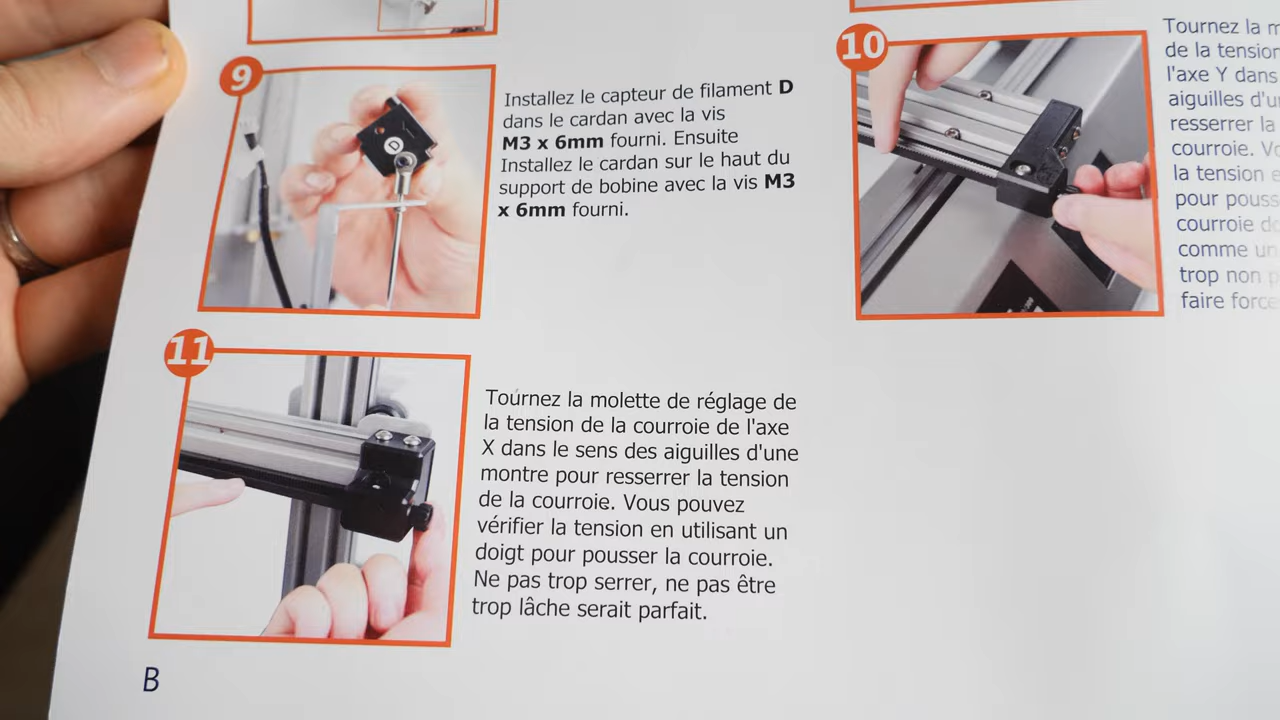 9
D
Installez le capteur de filament D
dans le cardan avec la vis
M3 x 6mm fourni. Ensuite
Installez le cardan sur le haut du
support de bobine avec la vis M3
x 6mm fourni.
10
Tournez la
de la tension
l'axe Y dans
aiguilles d'u
resserrer la
courroie.
la tension
pour pouss
courroie
comme un
trop non
faire force
11
Tournez la molette de réglage de
la tension de la courroie de l'axe
X dans le sens des aiguilles d'une
montre pour resserrer la tension
de la courroie. Vous pouvez
vérifier la tension en utilisant un
doigt pour pousser la courroie.
Ne pas trop serrer, ne pas être
trop lâche serait parfait.
B